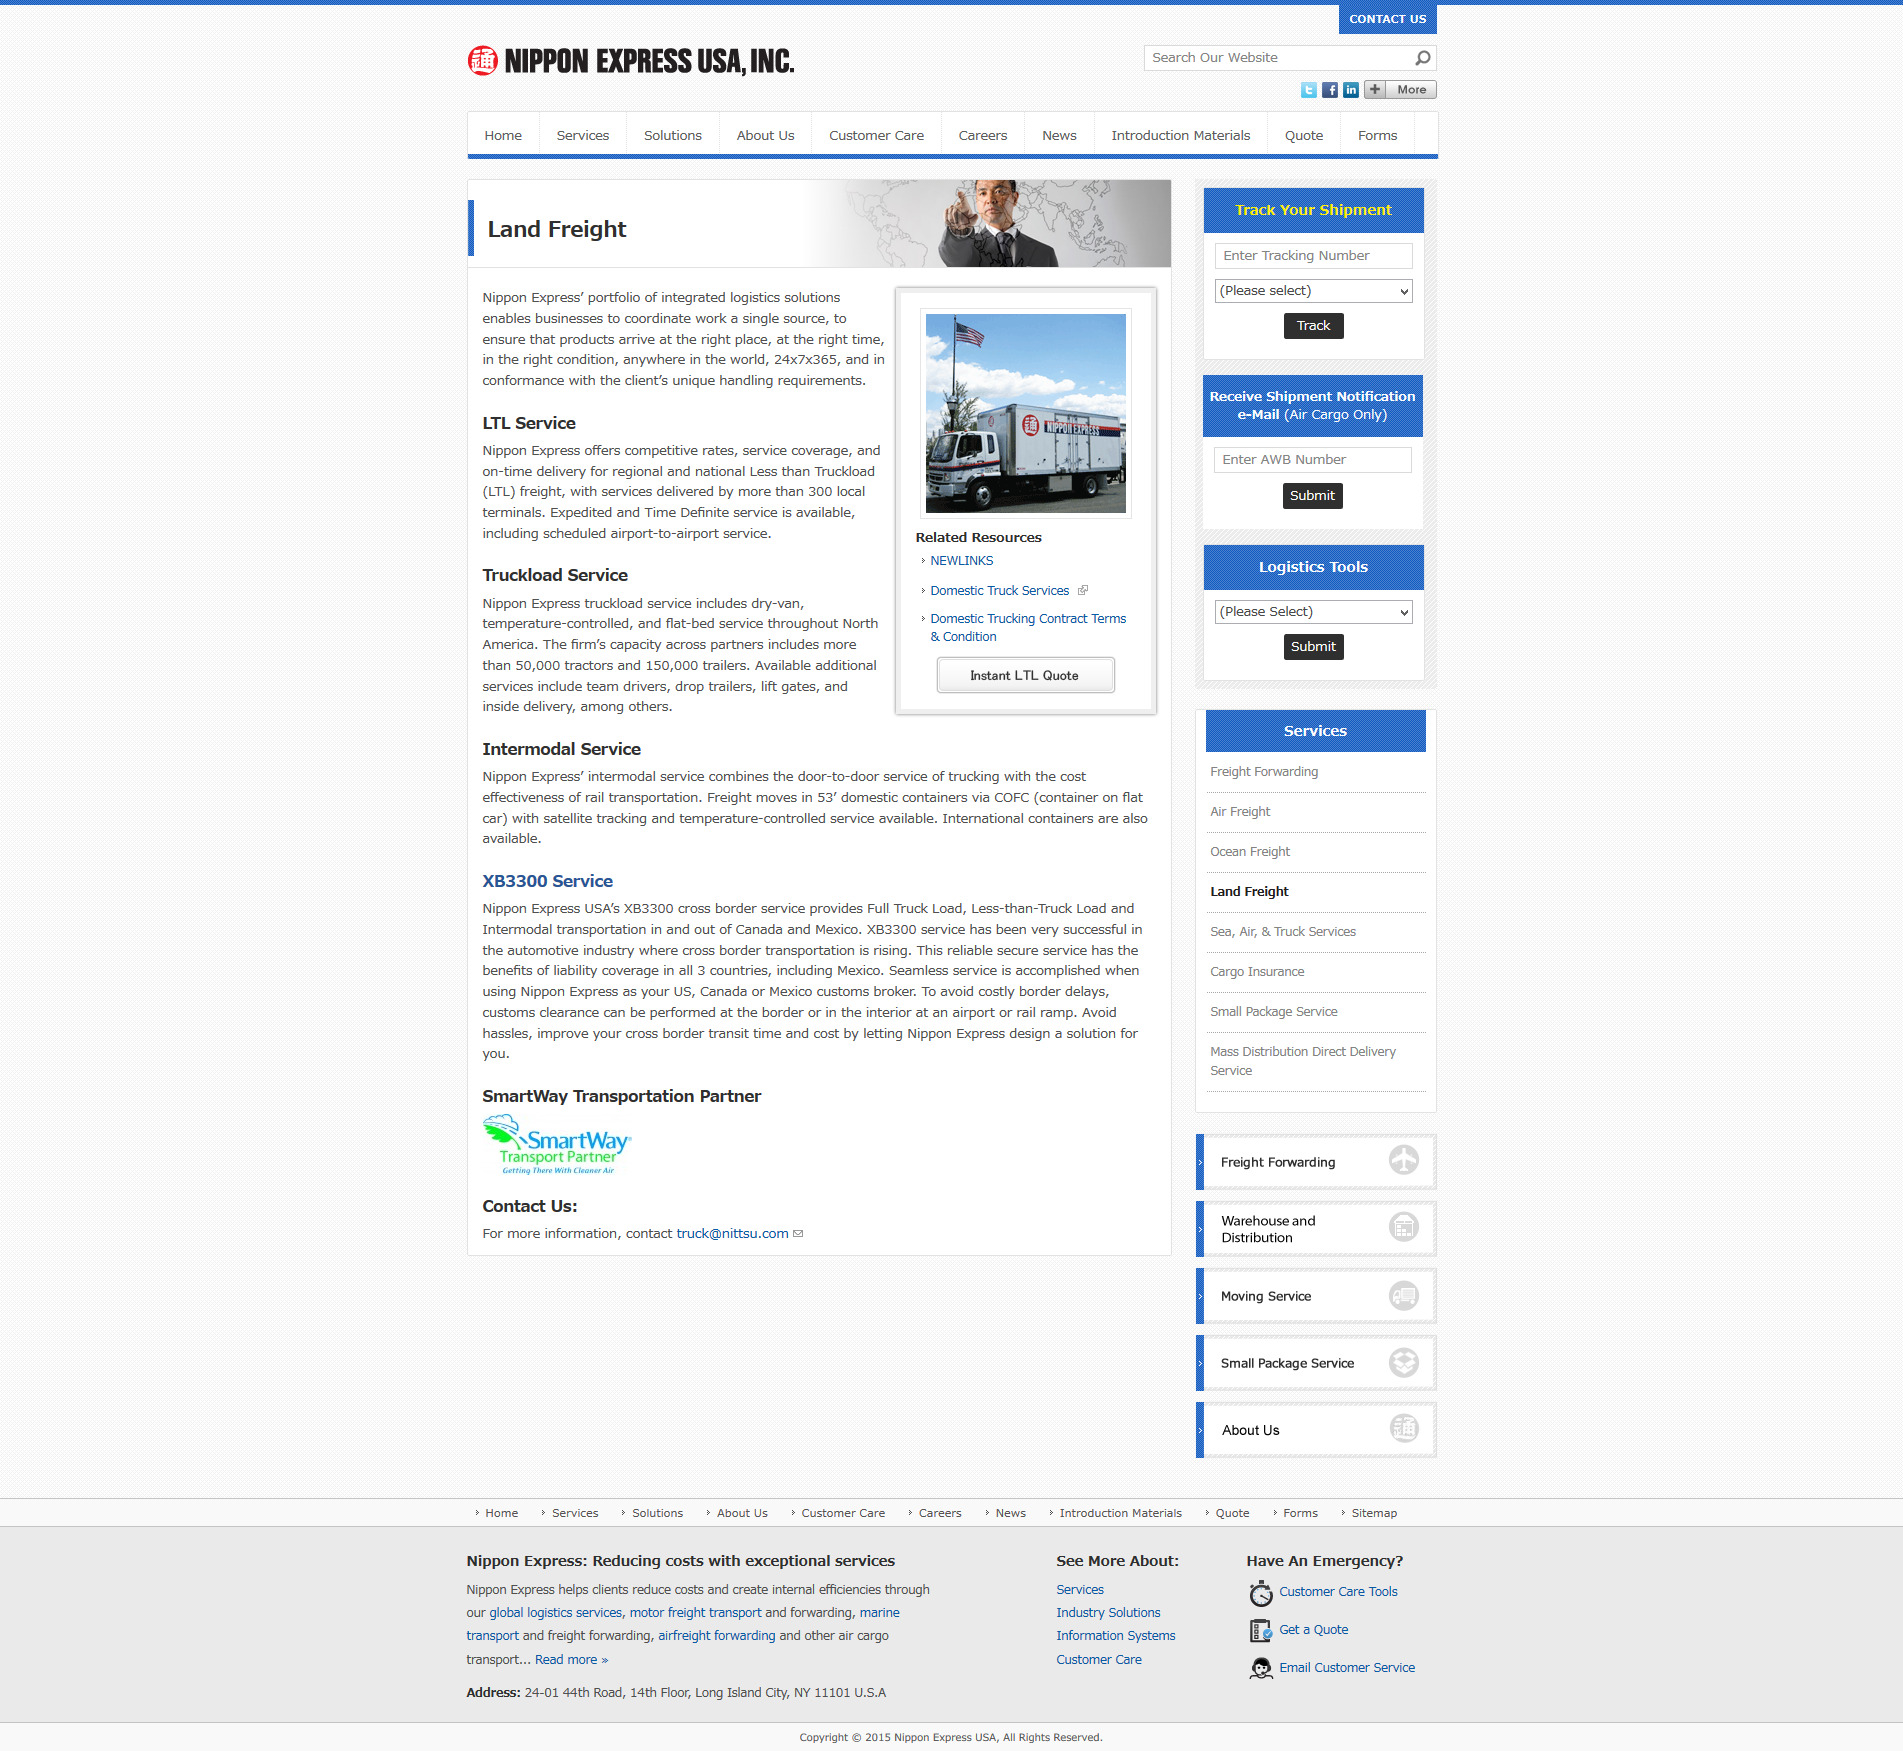 CONTACT US
通 NIPPON EXPRESS USA, INC.
Search Our Website
More
Home
Services
Solutions
About Us
Customer Care
Careers
News
Introduction Materials
Quote
Forms
Land Freight
Nippon Express’ portfolio of integrated logistics solutions
enables businesses to coordinate work a single source, to
ensure that products arrive at the right place, at the right time,
in the right condition, anywhere in the world, 24x7x365, and in
conformance with the client’s unique handling requirements.
LTL Service
Nippon Express offers competitive rates, service coverage, and
on-time delivery for regional and national Less than Truckload
(LTL) freight, with services delivered by more than 300 local
terminals. Expedited and Time Definite service is available,
including scheduled airport-to-airport service.
Truckload Service
Nippon Express truckload service includes dry-van,
temperature-controlled, and flat-bed service throughout North
America. The firm’s capacity across partners includes more
than 50,000 tractors and 150,000 trailers. Available additional
services include team drivers, drop trailers, lift gates, and
inside delivery, among others.
通 NIPPON EXPRESS
Related Resources
NEWLINKS
Domestic Truck Services
Domestic Trucking Contract Terms
& Condition
Instant LTL Quote
Intermodal Service
Nippon Express’ intermodal service combines the door-to-door service of trucking with the cost
effectiveness of rail transportation. Freight moves in 53’ domestic containers via COFC (container on flat
car) with satellite tracking and temperature-controlled service available. International containers are also
available.
XB3300 Service
Nippon Express USA’s XB3300 cross border service provides Full Truck Load, Less-than-Truck Load and
Intermodal transportation in and out of Canada and Mexico. XB3300 service has been very successful in
the automotive industry where cross border transportation is rising. This reliable secure service has the
benefits of liability coverage in all 3 countries, including Mexico. Seamless service is accomplished when
using Nippon Express as your US, Canada or Mexico customs broker. To avoid costly border delays,
customs clearance can be performed at the border or in the interior at an airport or rail ramp. Avoid
hassles, improve your cross border transit time and cost by letting Nippon Express design a solution for
you.
SmartWay Transportation Partner
SmartWay®
Transport Partner
Getting There With Cleaner Air
Contact Us:
For more information, contact truck@nittsu.com
Track Your Shipment
Enter Tracking Number
(Please select)
Track
Receive Shipment Notification
e-Mail (Air Cargo Only)
Enter AWB Number
Submit
Logistics Tools
(Please Select)
Submit
Services
Freight Forwarding
Air Freight
Ocean Freight
Land Freight
Sea, Air, & Truck Services
Cargo Insurance
Small Package Service
Mass Distribution Direct Delivery
Service
Freight Forwarding
Warehouse and
Distribution
Moving Service
Small Package Service
About Us 通
Home
Services
Solutions
About Us
Customer Care
Careers
News
Introduction Materials
Quote
Forms
Sitemap
Nippon Express: Reducing costs with exceptional services
Nippon Express helps clients reduce costs and create internal efficiencies through
our global logistics services, motor freight transport and forwarding, marine
transport and freight forwarding, airfreight forwarding and other air cargo
transport... Read more »
Address: 24-01 44th Road, 14th Floor, Long Island City, NY 11101 U.S.A
See More About:
Services
Industry Solutions
Information Systems
Customer Care
Have An Emergency?
Customer Care Tools
Get a Quote
Email Customer Service
Copyright © 2015 Nippon Express USA, All Rights Reserved.